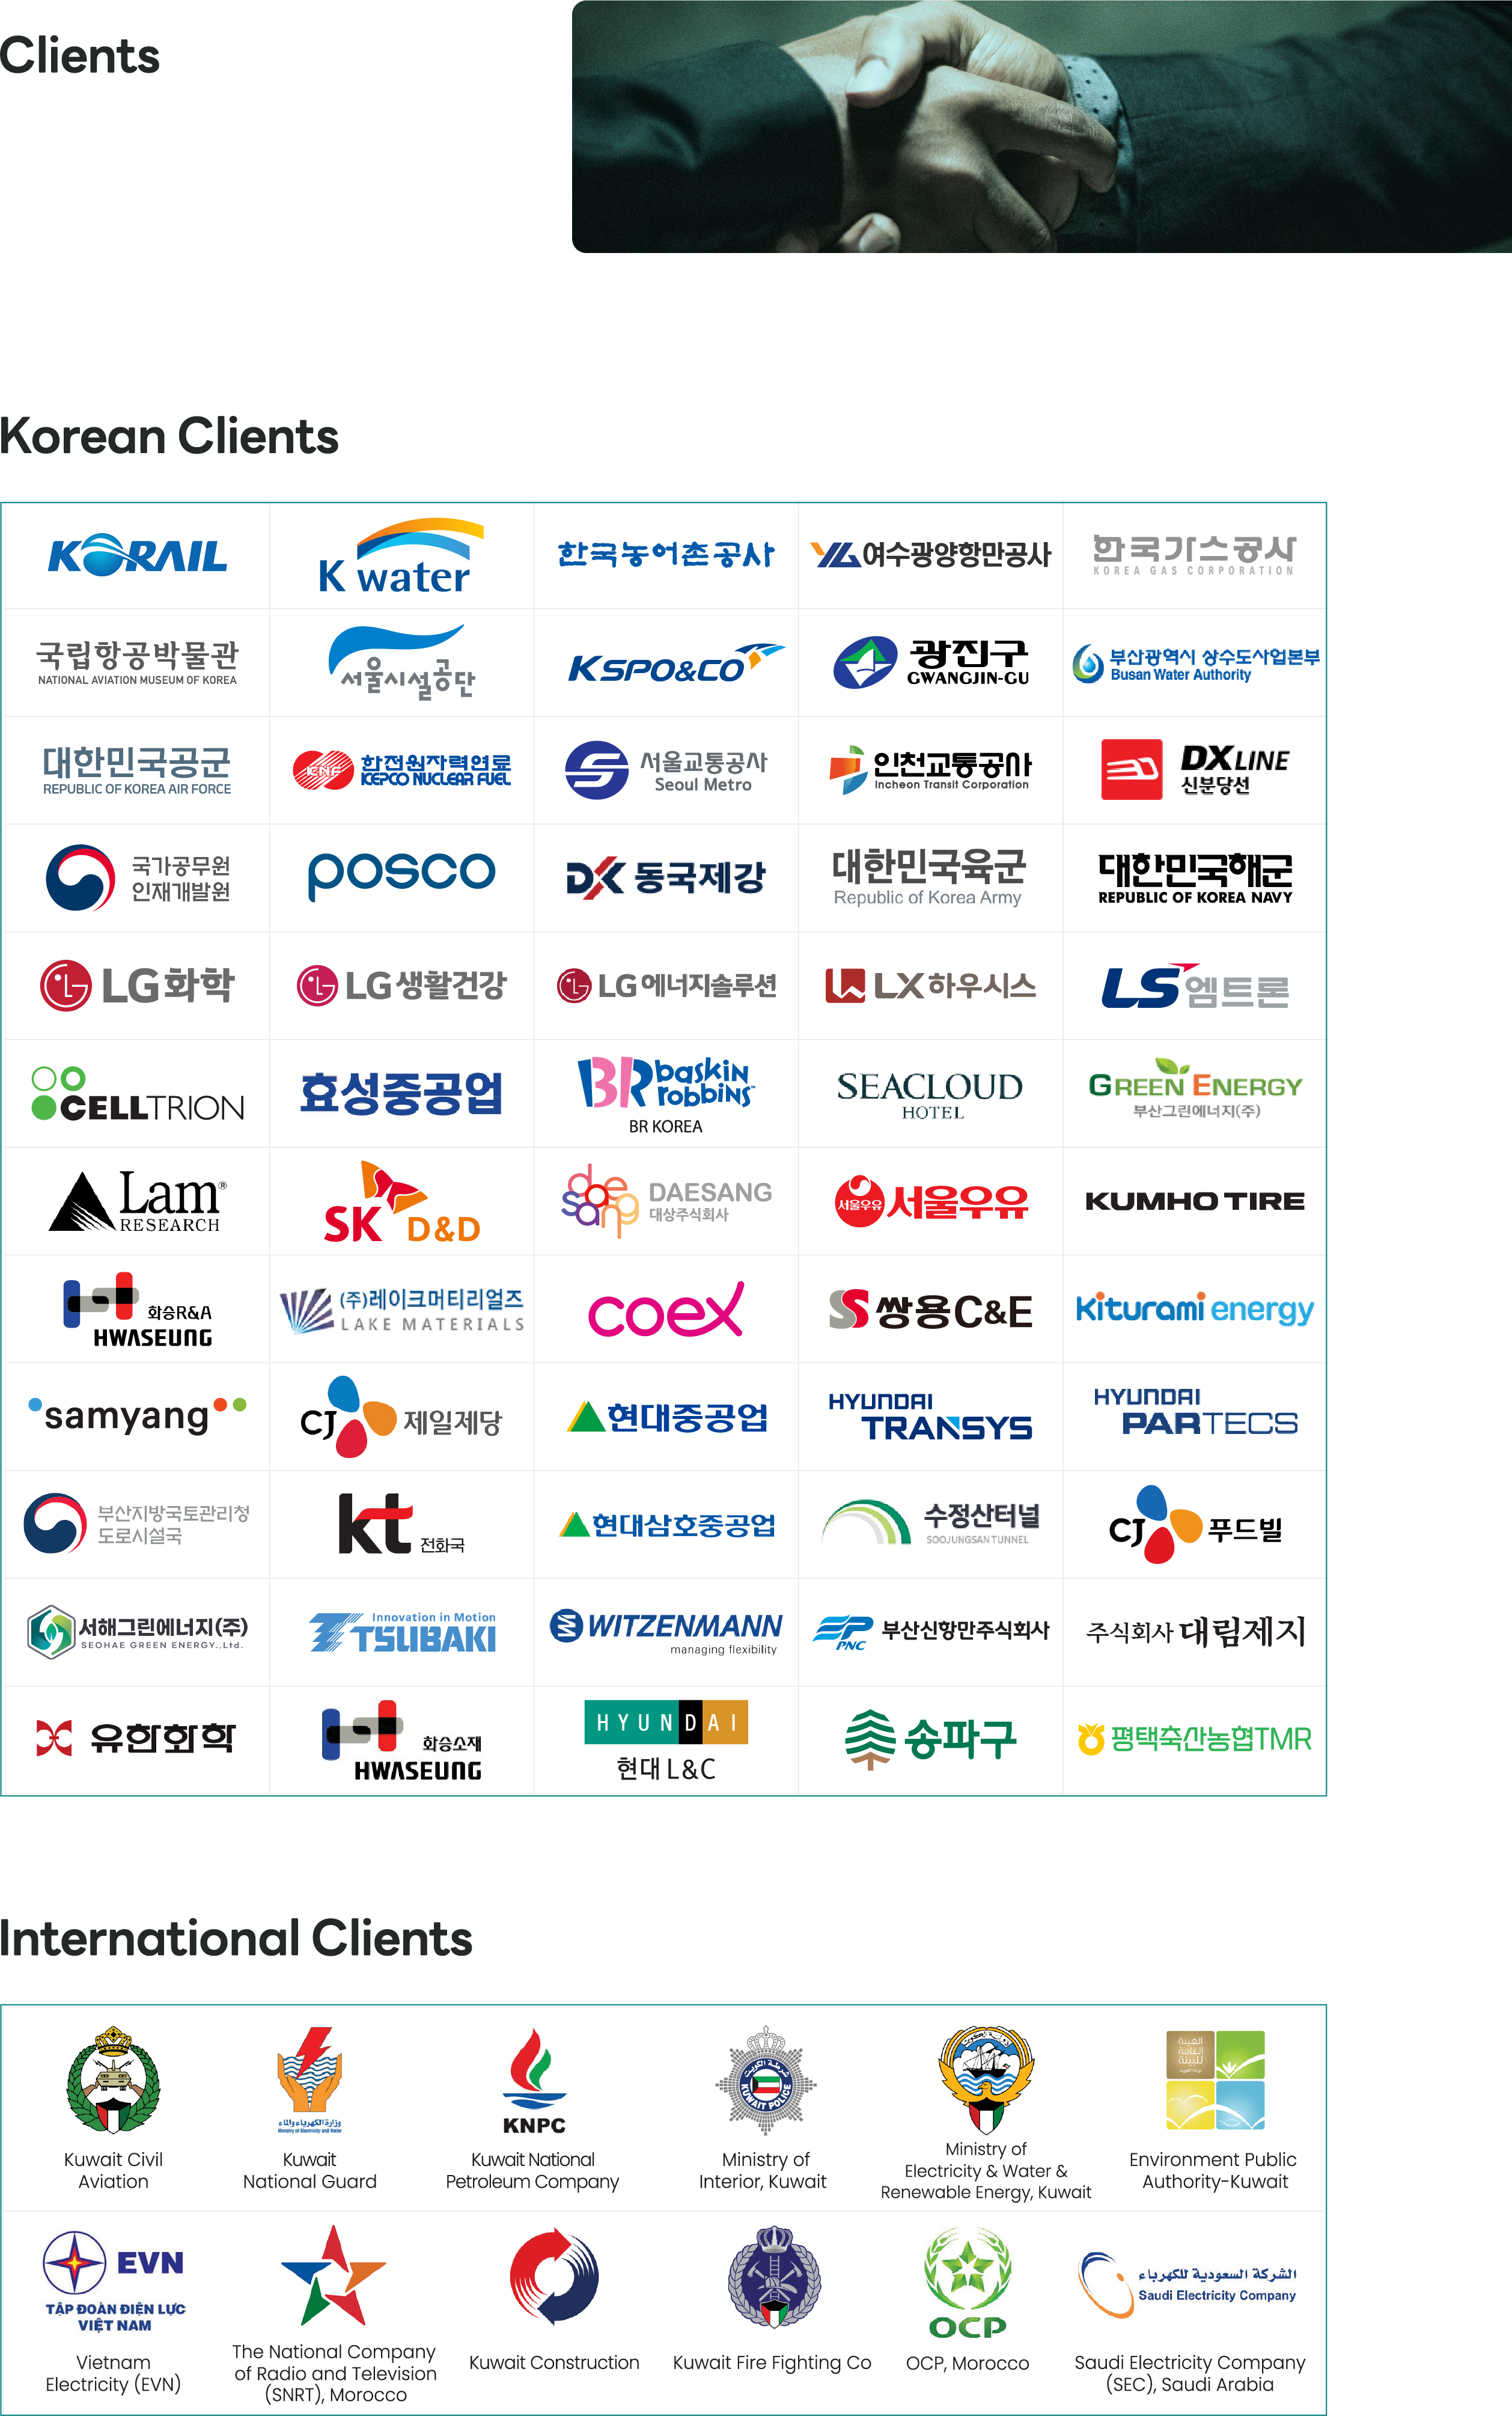 Clients
Korean Clients
KORAIL
K water
한국농어촌공사
여수광양항만공사
한국가스공사
KOREA GAS CORPORATION
국립항공박물관
NATIONAL AVIATION MUSEUM OF KOREA
서울시설공단
KSPO&CO
광진구
GWANGJIN-GU
부산광역시 상수도사업본부
Busan Water Authority
대한민국공군
REPUBLIC OF KOREA AIR FORCE
KNF
한전원자력연료
KEPCO NUCLEAR FUEL
서울교통공사
Seoul Metro
인천교통공사
Incheon Transit Corporation
DXLINE
신분당선
국가공무원
인재개발원
posco
DK 동국제강
대한민국육군
Republic of Korea Army
대한민국해군
REPUBLIC OF KOREA NAVY
LG화학
LG생활건강
LG에너지솔루션
LX하우시스
LS엠트론
CELLTRION
효성중공업
BR baskin
robbins™
BR KOREA
SEACLOUD
HOTEL
GREEN ENERGY
부산그린에너지(주)
Lam®
RESEARCH
SK D&D
daesang
DAESANG
대상주식회사
서울우유 서울우유
KUMHO TIRE
화승R&A
HWASEUNG
(주)레이크머티리얼즈
LAKE MATERIALS
coex
쌍용C&E
Kiturami energy
samyang
CJ 제일제당
현대중공업
HYUNDAI
TRANSYS
HYUNDAI
PARTECS
부산지방국토관리청
도로시설국
kt 전화국
현대삼호중공업
수정산터널
SOOJUNGSAN TUNNEL
CJ 푸드빌
서해그린에너지(주)
SEOHAE GREEN ENERGY.,Ltd.
Innovation in Motion
TSUBAKI
WITZENMANN
managing flexibility
PNC
부산신항만주식회사
주식회사 대림제지
유한화학
화승소재
HWASEUNG
HYUNDAI
현대 L&C
송파구
평택축산농협TMR
International Clients
وزارة الكهرباء والماء
Ministry of Electricity and Water
KNPC
شرطة الكويت
KUWAIT POLICE
الهيئة
العامة
للبيئة
Kuwait Civil
Aviation
Kuwait
National Guard
Kuwait National
Petroleum Company
Ministry of
Interior, Kuwait
Ministry of
Electricity & Water &
Renewable Energy, Kuwait
Environment Public
Authority-Kuwait
EVN
TẬP ĐOÀN ĐIỆN LỰC
VIỆT NAM
OCP
الشركة السعودية للكهرباء
Saudi Electricity Company
Vietnam
Electricity (EVN)
The National Company
of Radio and Television
(SNRT), Morocco
Kuwait Construction
Kuwait Fire Fighting Co
OCP, Morocco
Saudi Electricity Company
(SEC), Saudi Arabia